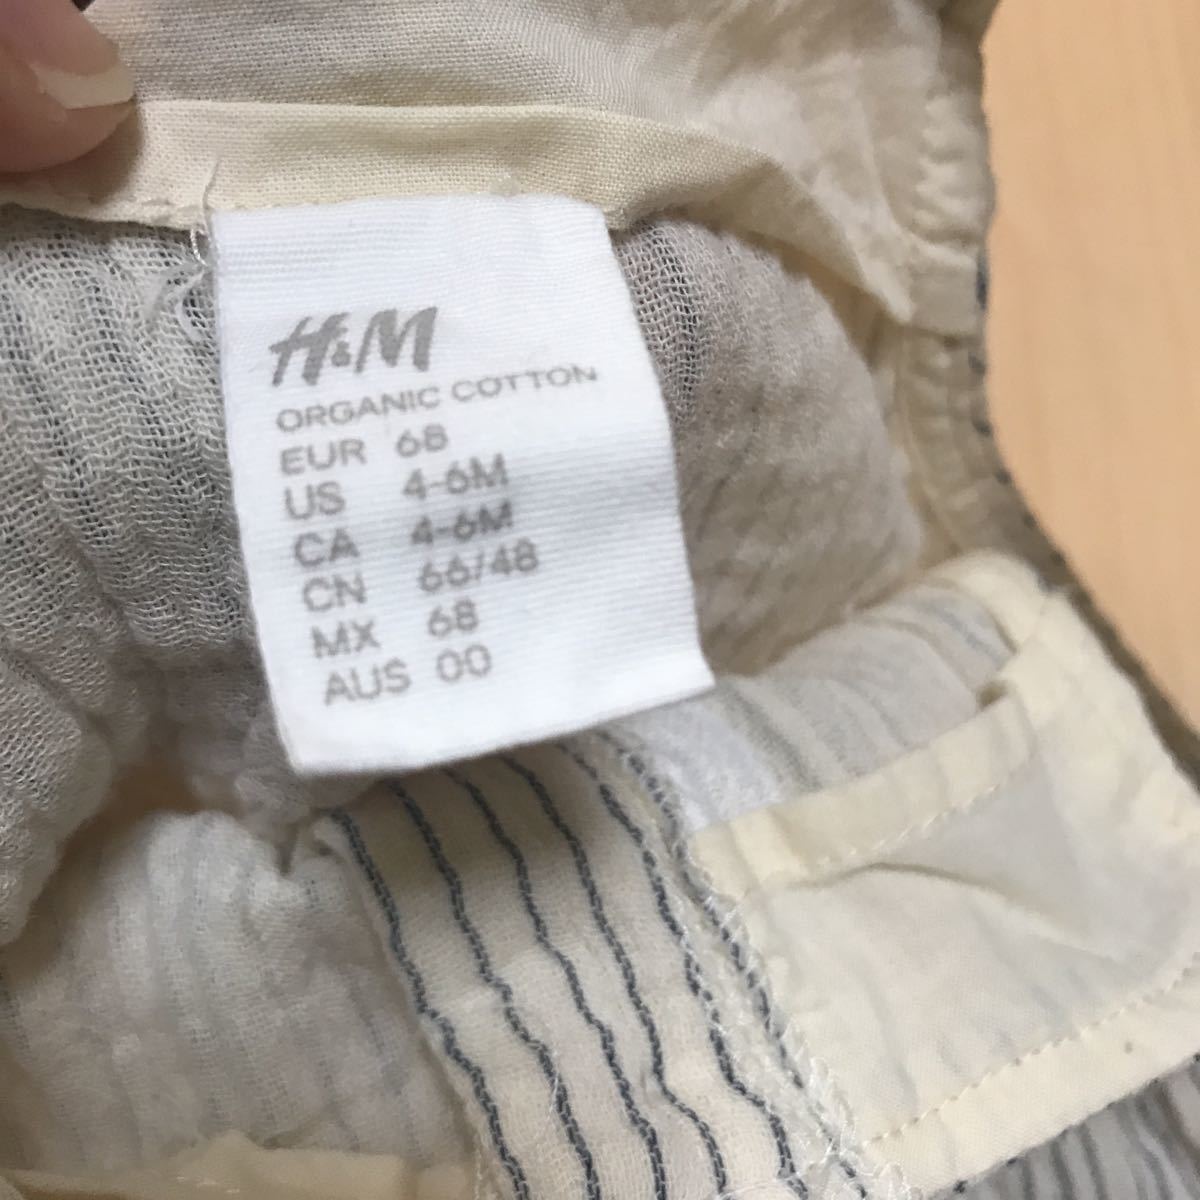 H&M
ORGANIC COTTON
EUR 68
US 4-6M
CA 4-6M
CN 66/48
MX 68
AUS 00